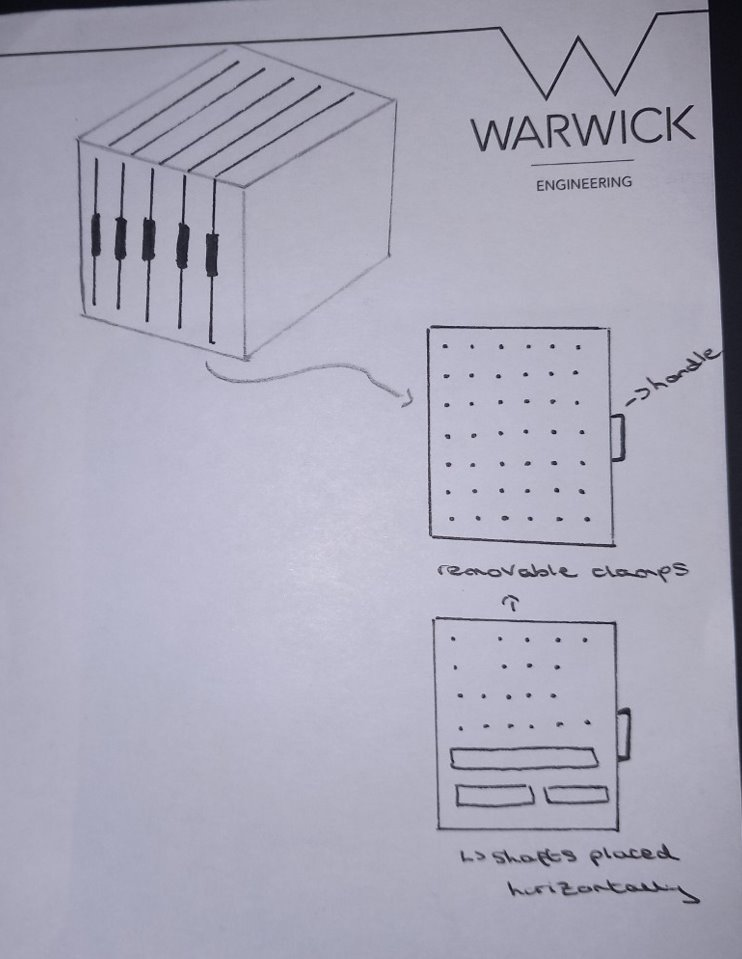 WARWICK
ENGINEERING
->handle
removable clamps
↳ shafts placed
horizontally